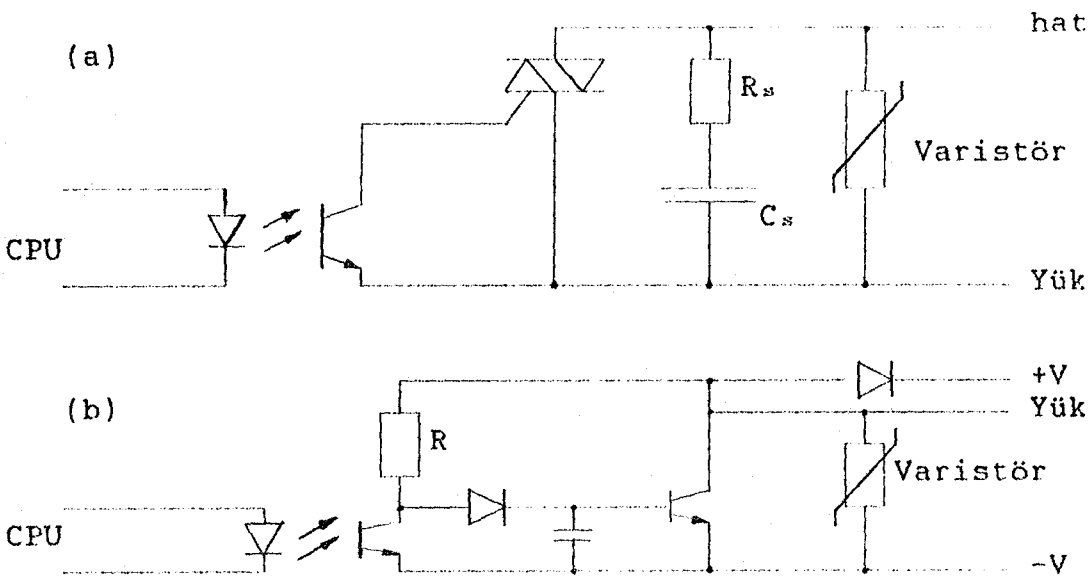 hat
(a)
Rs
Varistör
Cs
CPU
Yük
+V
(b)
Yük
R
Varistör
CPU
-V